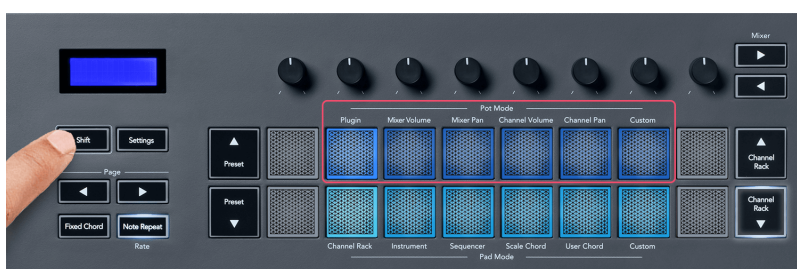 Mixer
Pot Mode
Plugin Mixer Volume Mixer Pan Channel Volume Channel Pan Custom
Shift Settings
Preset
Channel
Rack
Page
Preset
Channel
Rack
Fixed Chord Note Repeat
Rate
Channel Rack Instrument Sequencer Scale Chord User Chord Custom
Pad Mode